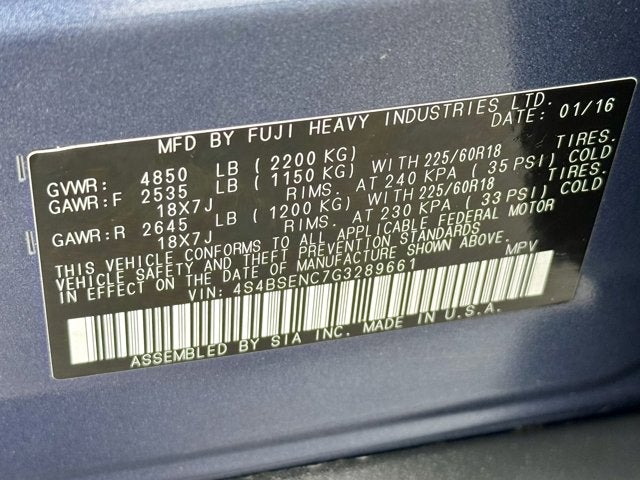 MFD BY FUJI HEAVY INDUSTRIES LTD.
DATE: 01/16
GVWR: 4850 LB (2200 KG)
GAWR:F 2535 LB (1150 KG) WITH 225/60R18 TIRES.
18X7J RIMS. AT 240 KPA (35 PSI) COLD
GAWR:R 2645 LB (1200 KG) WITH 225/60R18 TIRES.
18X7J RIMS. AT 230 KPA (33 PSI) COLD
THIS VEHICLE CONFORMS TO ALL APPLICABLE FEDERAL MOTOR
VEHICLE SAFETY AND THEFT PREVENTION STANDARDS
IN EFFECT ON THE DATE OF MANUFACTURE SHOWN ABOVE.
VIN: 4S4BSENC7G3289661 MPV
ASSEMBLED BY SIA INC. MADE IN U.S.A.